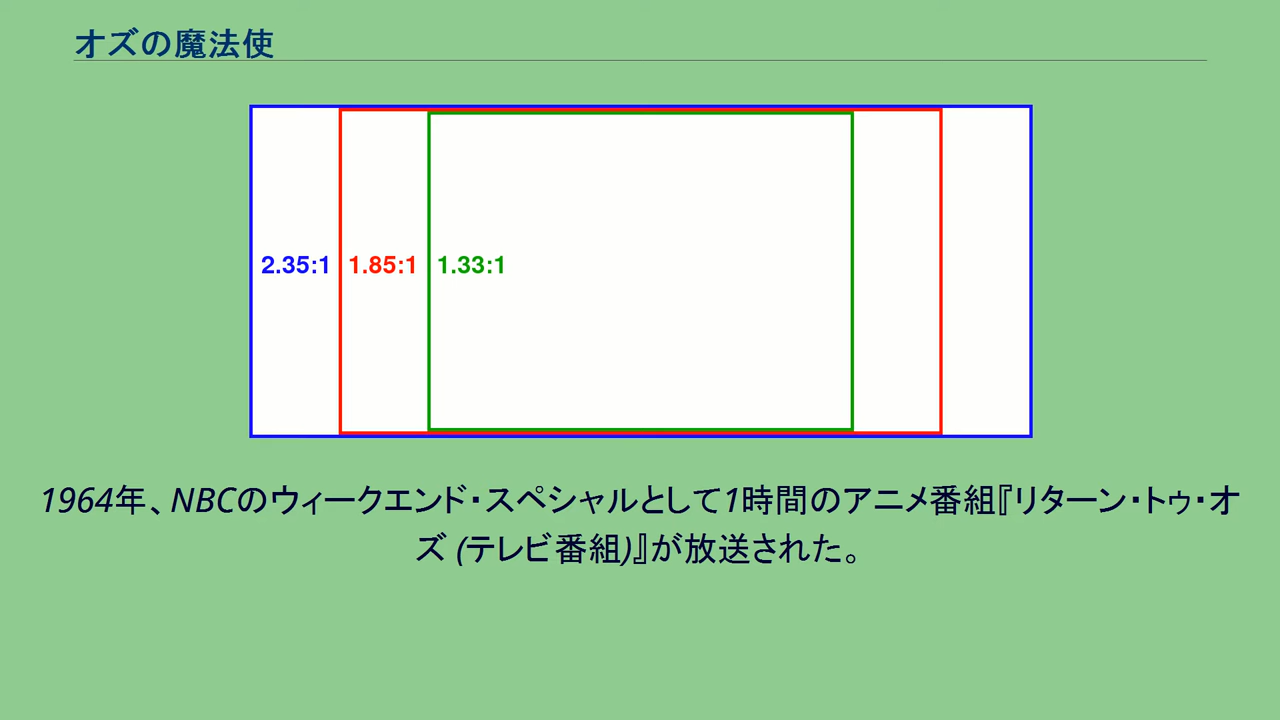 オズの魔法使
2.35:1 1.85:1 1.33:1
1964年、NBCのウィークエンド・スペシャルとして1時間のアニメ番組『リターン・トゥ・オ
ズ (テレビ番組)』が放送された。